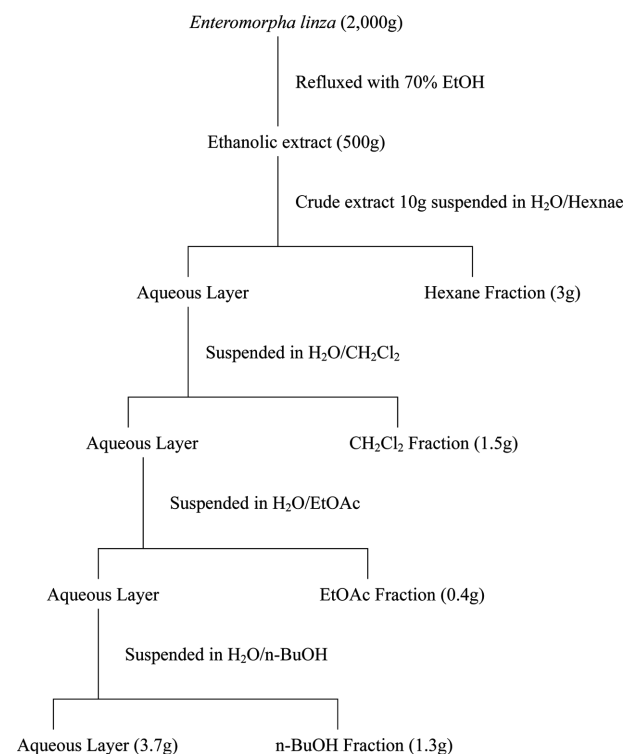 Enteromorpha linza (2,000g)
Refluxed with 70% EtOH
Ethanolic extract (500g)
Crude extract 10g suspended in H₂O/Hexnae
Aqueous Layer
Hexane Fraction (3g)
Suspended in H₂O/CH₂Cl₂
Aqueous Layer
CH₂Cl₂ Fraction (1.5g)
Suspended in H₂O/EtOAc
Aqueous Layer
EtOAc Fraction (0.4g)
Suspended in H₂O/n-BuOH
Aqueous Layer (3.7g)
n-BuOH Fraction (1.3g)